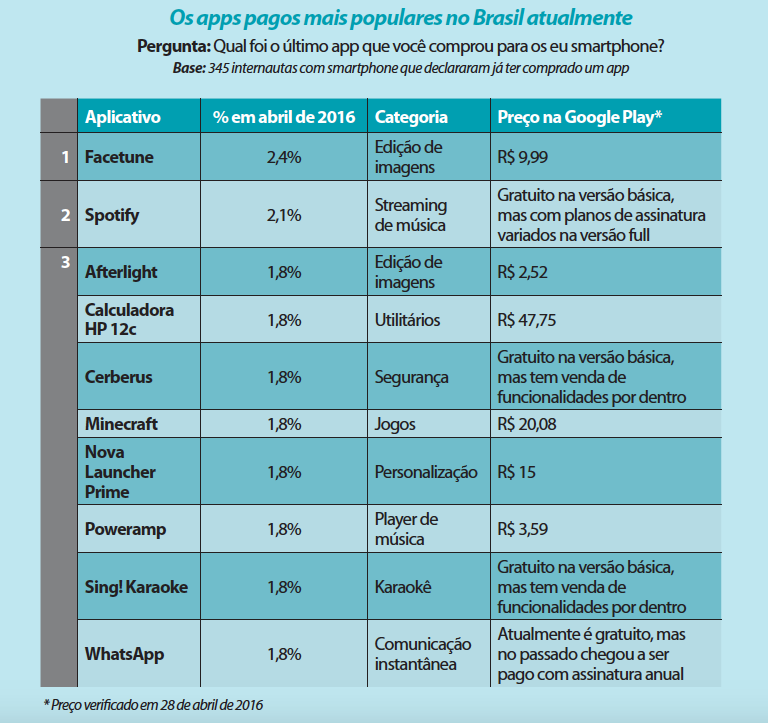 Os apps pagos mais populares no Brasil atualmente
Pergunta: Qual foi o último app que você comprou para os eu smartphone?
Base: 345 internautas com smartphone que declararam já ter comprado um app
Aplicativo % em abril de 2016 Categoria Preço na Google Play*
1 Facetune 2,4% Edição de
imagens R$ 9,99
2 Spotify 2,1% Streaming
de música Gratuito na versão básica,
mas com planos de assinatura
variados na versão full
3 Afterlight 1,8% Edição de
imagens R$ 2,52
Calculadora
HP 12c 1,8% Utilitários R$ 47,75
Cerberus 1,8% Segurança Gratuito na versão básica,
mas tem venda de
funcionalidades por dentro
Minecraft 1,8% Jogos R$ 20,08
Nova
Launcher
Prime 1,8% Personalização R$ 15
Poweramp 1,8% Player de
música R$ 3,59
Sing! Karaoke 1,8% Karaokê Gratuito na versão básica,
mas tem venda de
funcionalidades por dentro
WhatsApp 1,8% Comunicação
instantânea Atualmente é gratuito, mas
no passado chegou a ser
pago com assinatura anual
* Preço verificado em 28 de abril de 2016